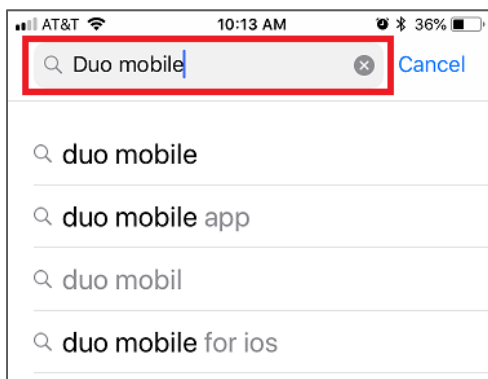 AT&T 10:13 AM 36%
Duo mobile Cancel
duo mobile
duo mobile app
duo mobil
duo mobile for ios